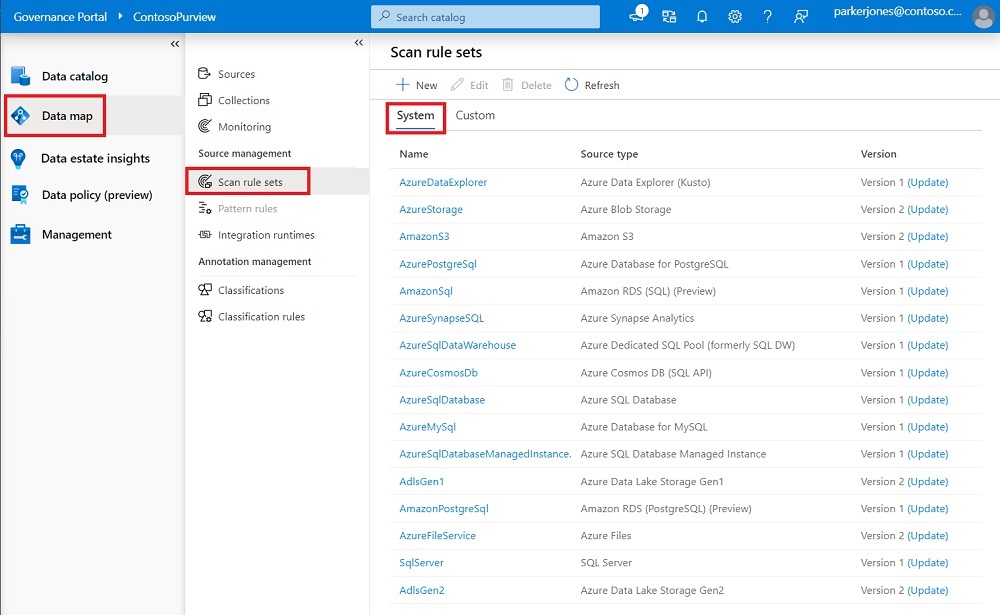 Governance Portal ContosoPurview Search catalog 1 ? parkerjones@contoso.c...
« «
Data catalog
Data map
Data estate insights
Data policy (preview)
Management
Sources
Collections
Monitoring
Source management
Scan rule sets
Pattern rules
Integration runtimes
Annotation management
Classifications
Classification rules
Scan rule sets
New Edit Delete Refresh
System Custom
Name Source type Version
AzureDataExplorer Azure Data Explorer (Kusto) Version 1 (Update)
AzureStorage Azure Blob Storage Version 2 (Update)
AmazonS3 Amazon S3 Version 2 (Update)
AzurePostgreSql Azure Database for PostgreSQL Version 1 (Update)
AmazonSql Amazon RDS (SQL) (Preview) Version 1 (Update)
AzureSynapseSQL Azure Synapse Analytics Version 1 (Update)
AzureSqlDataWarehouse Azure Dedicated SQL Pool (formerly SQL DW) Version 1 (Update)
AzureCosmosDb Azure Cosmos DB (SQL API) Version 1 (Update)
AzureSqlDatabase Azure SQL Database Version 1 (Update)
AzureMySql Azure Database for MySQL Version 1 (Update)
AzureSqlDatabaseManagedInstance. Azure SQL Database Managed Instance Version 1 (Update)
AdlsGen1 Azure Data Lake Storage Gen1 Version 2 (Update)
AmazonPostgreSql Amazon RDS (PostgreSQL) (Preview) Version 1 (Update)
AzureFileService Azure Files Version 2 (Update)
SqlServer SQL Server Version 1 (Update)
AdlsGen2 Azure Data Lake Storage Gen2 Version 2 (Update)